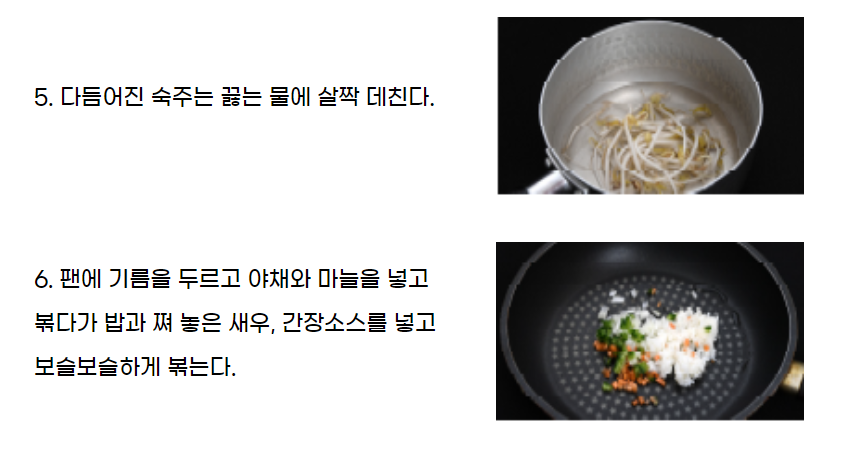 5. 다듬어진 숙주는 끓는 물에 살짝 데친다.
6. 팬에 기름을 두르고 야채와 마늘을 넣고
볶다가 밥과 쪄 놓은 새우, 간장소스를 넣고
보슬보슬하게 볶는다.